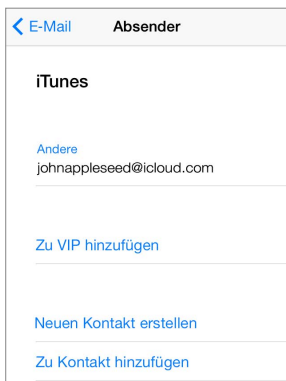 E-Mail Absender
iTunes
Andere
johnappleseed@icloud.com
Zu VIP hinzufügen
Neuen Kontakt erstellen
Zu Kontakt hinzufügen